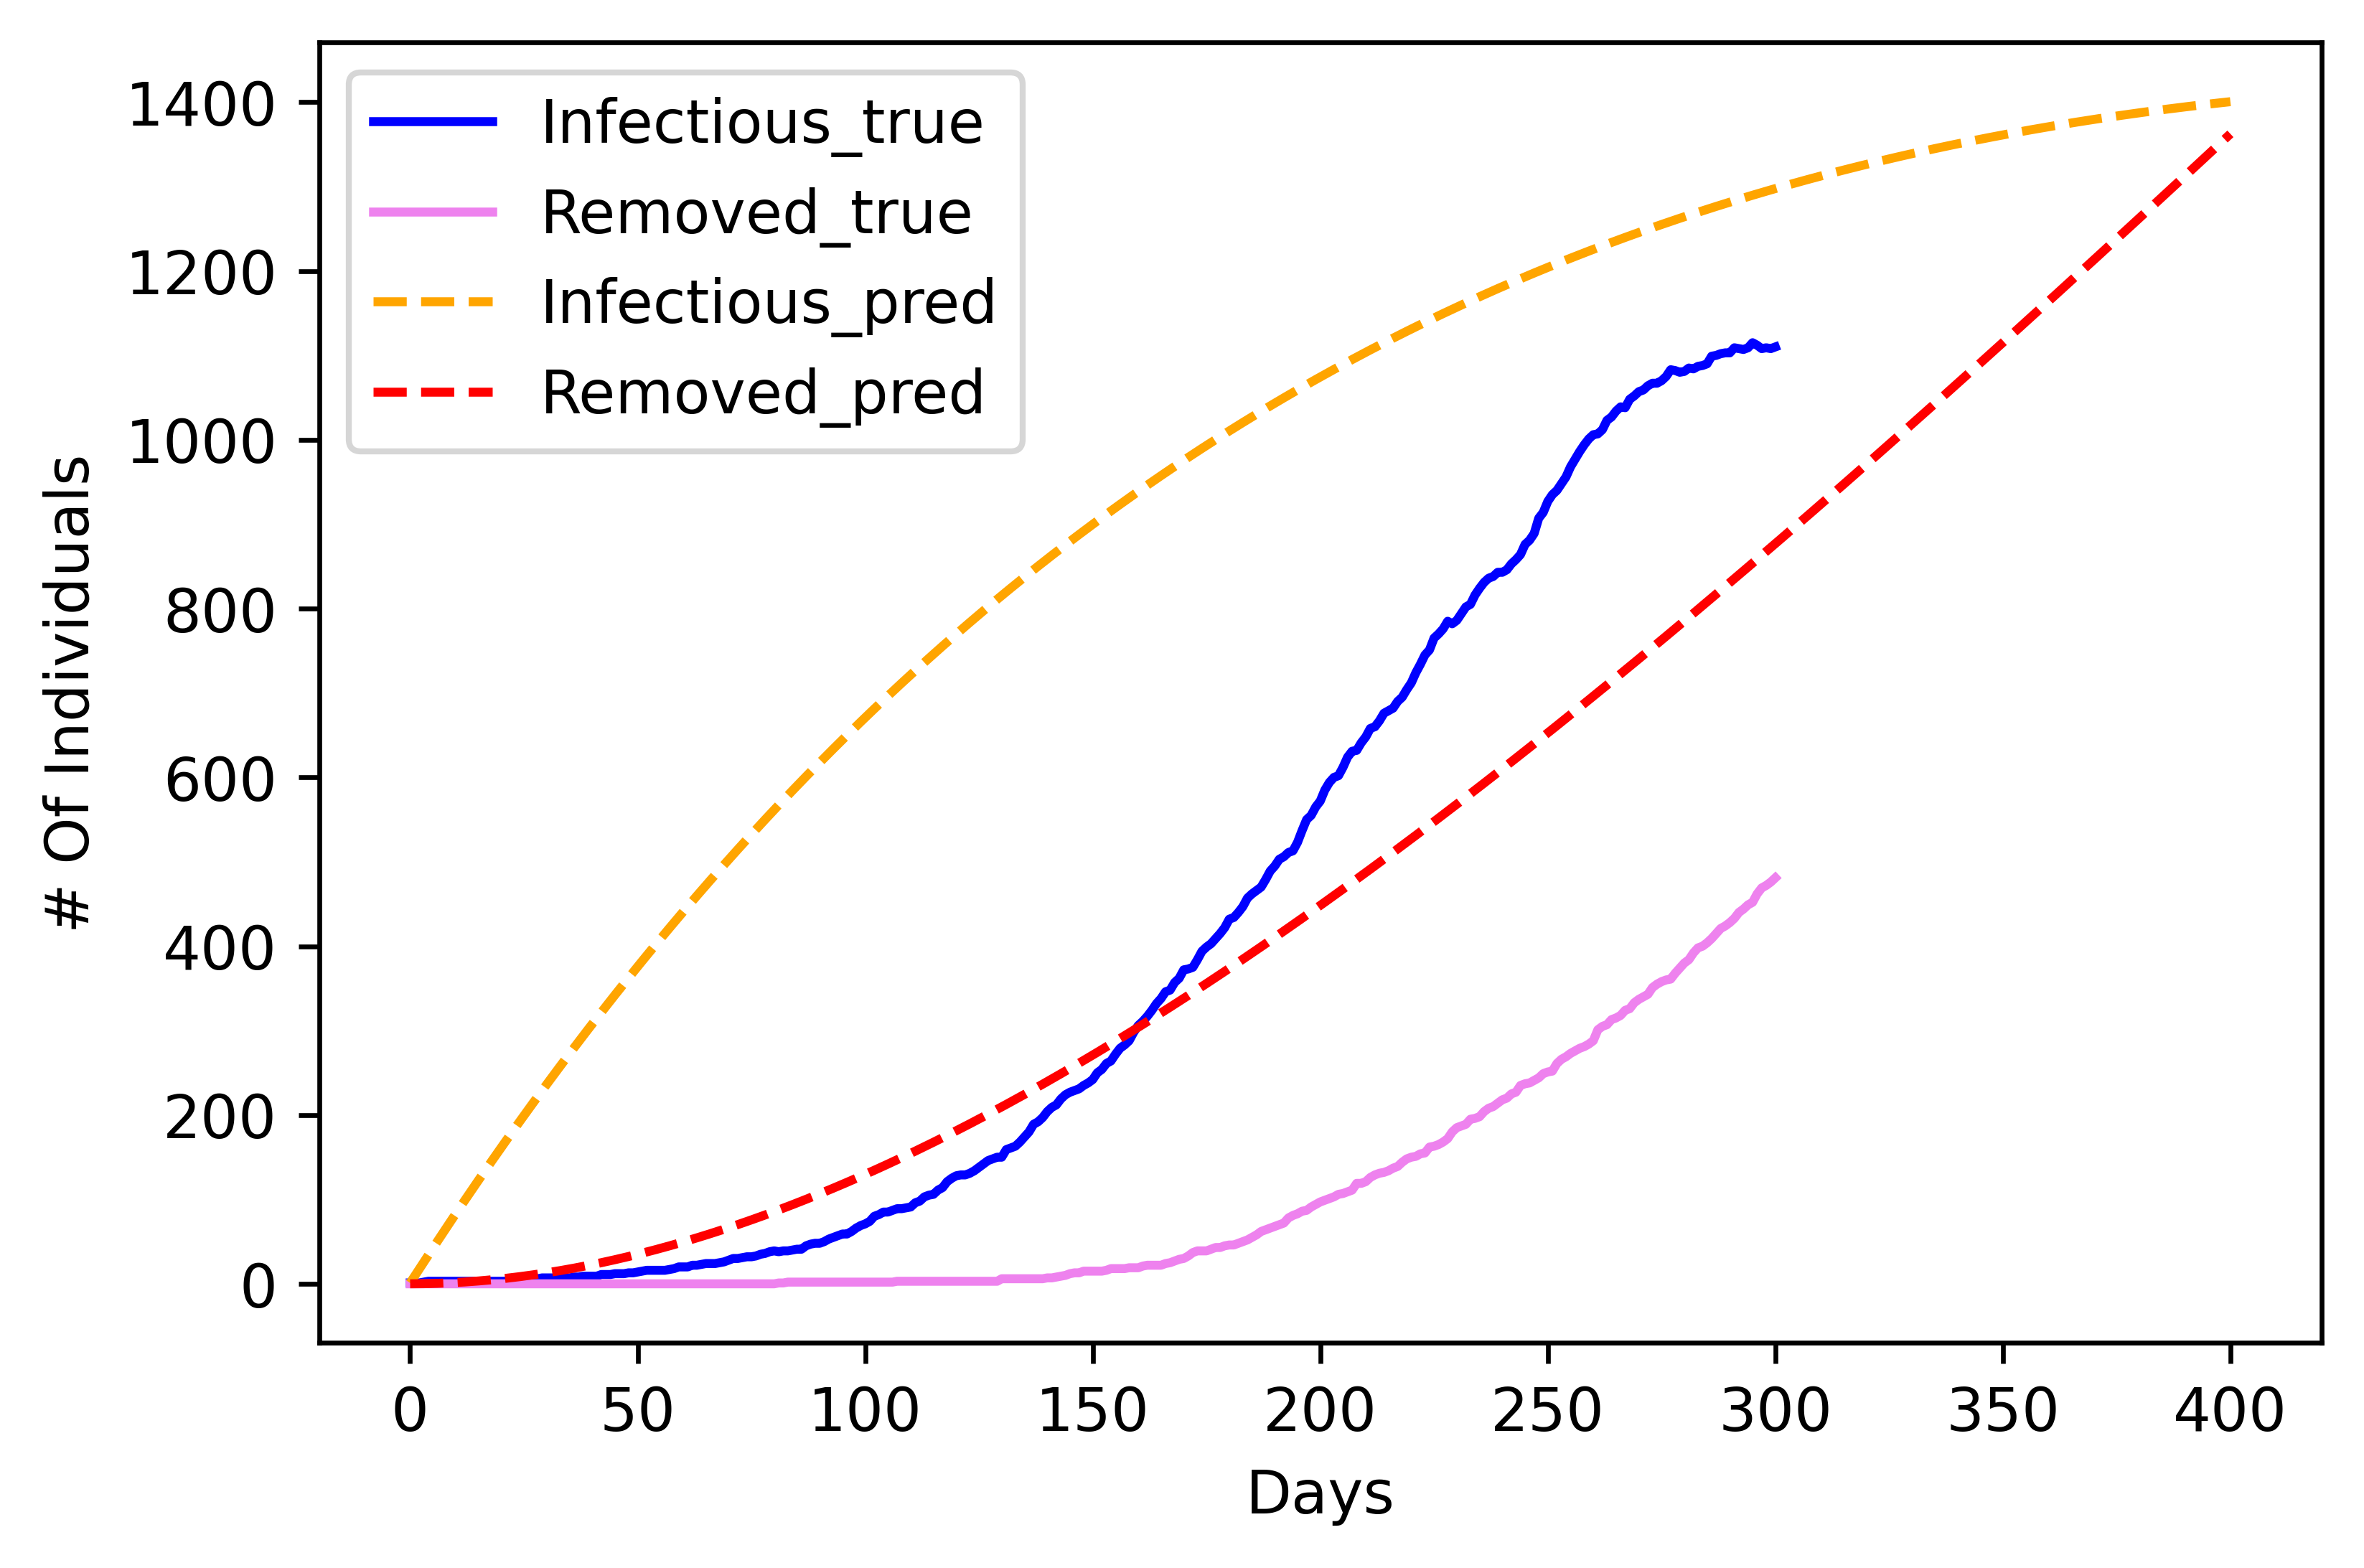 Infectious_true
Removed_true
Infectious_pred
Removed_pred
# Of Individuals
1400
1200
1000
800
600
400
200
0
0 50 100 150 200 250 300 350 400
Days